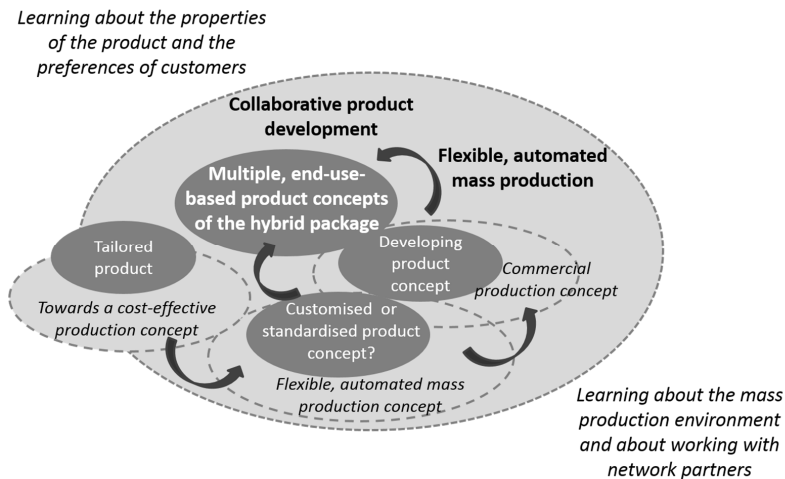 Learning about the properties
of the product and the
preferences of customers
Collaborative product
development
Flexible, automated
mass production
Multiple, end-use-
based product concepts
of the hybrid package
Tailored
product
Developing
product
concept
Commercial
production concept
Towards a cost-effective
production concept
Customised or
standardised product
concept?
Flexible, automated mass
production concept
Learning about the mass
production environment
and about working with
network partners